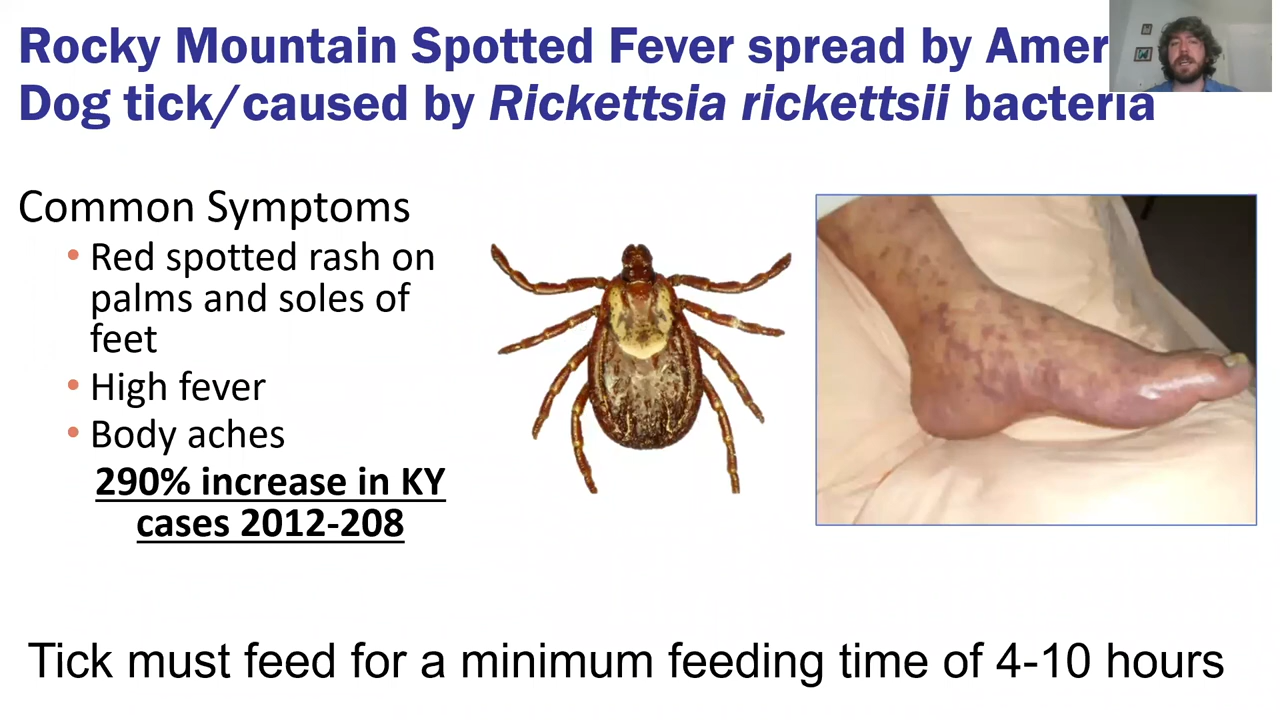 Rocky Mountain Spotted Fever spread by Amer
Dog tick/caused by Rickettsia rickettsii bacteria
Common Symptoms
• Red spotted rash on
palms and soles of
feet
• High fever
• Body aches
290% increase in KY
cases 2012-208
Tick must feed for a minimum feeding time of 4-10 hours